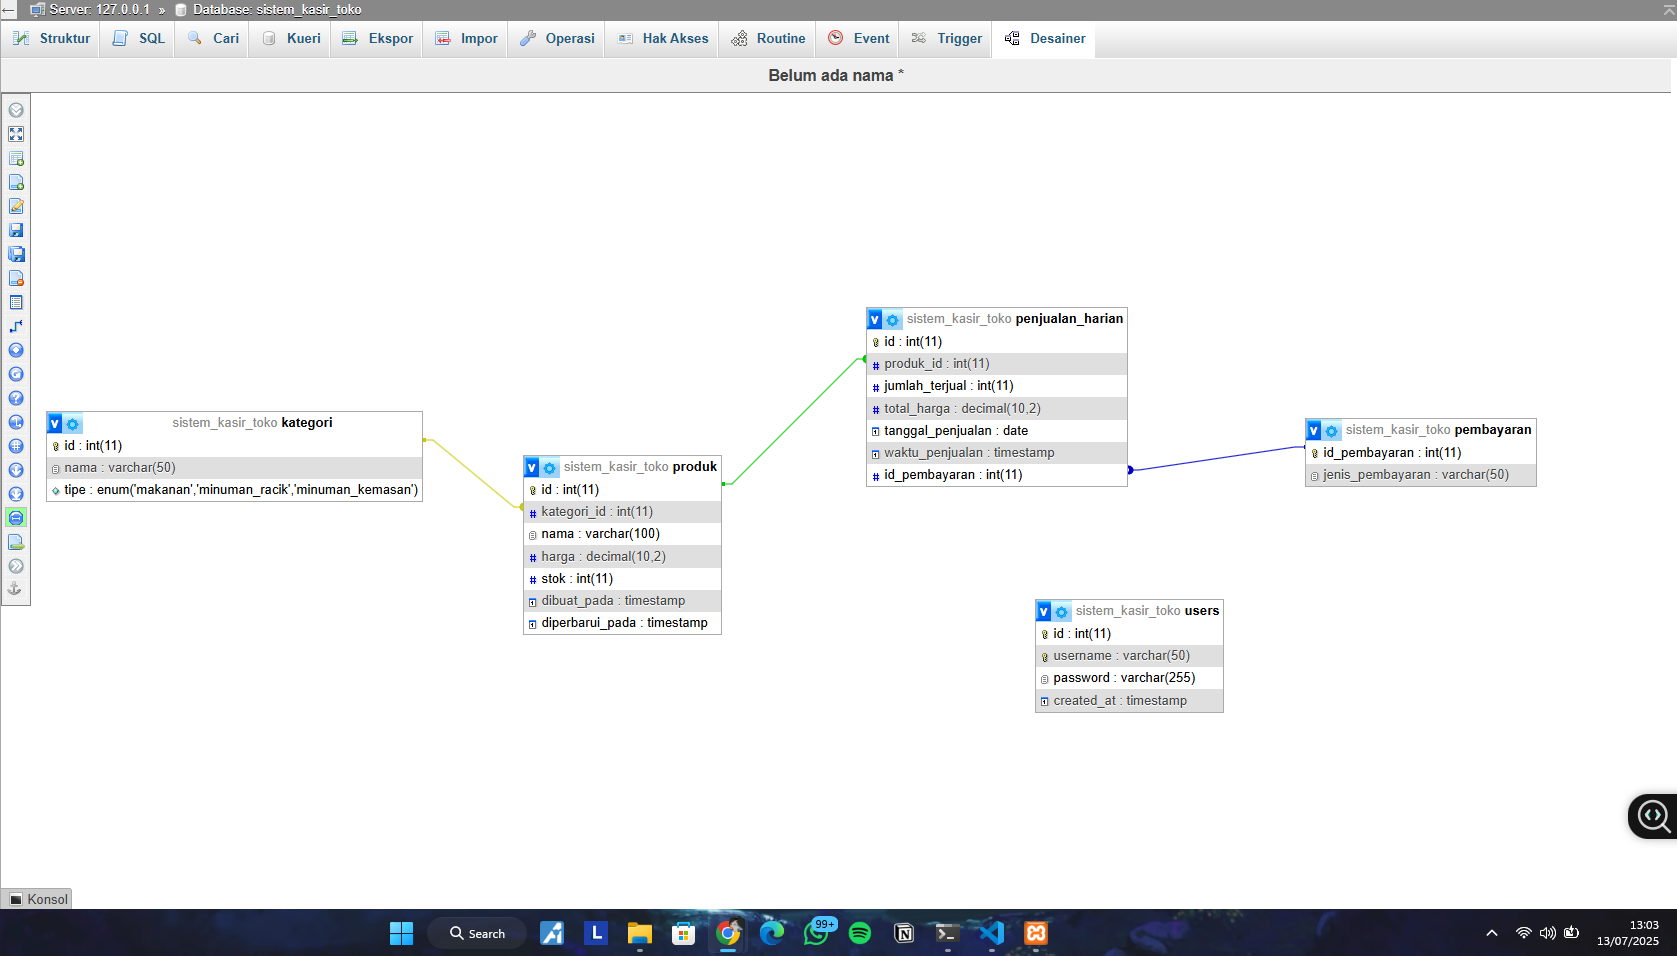 Server: 127.0.0.1 » Database: sistem_kasir_toko
Struktur SQL Cari Kueri Ekspor Impor Operasi Hak Akses Routine Event Trigger Desainer
Belum ada nama *
sistem_kasir_toko kategori
id : int(11)
nama : varchar(50)
tipe : enum('makanan','minuman_racik','minuman_kemasan')
sistem_kasir_toko produk
id : int(11)
kategori_id : int(11)
nama : varchar(100)
harga : decimal(10,2)
stok : int(11)
dibuat_pada : timestamp
diperbarui_pada : timestamp
sistem_kasir_toko penjualan_harian
id : int(11)
produk_id : int(11)
jumlah_terjual : int(11)
total_harga : decimal(10,2)
tanggal_penjualan : date
waktu_penjualan : timestamp
id_pembayaran : int(11)
sistem_kasir_toko pembayaran
id_pembayaran : int(11)
jenis_pembayaran : varchar(50)
sistem_kasir_toko users
id : int(11)
username : varchar(50)
password : varchar(255)
created_at : timestamp
Konsol
Search
99+
13:03
13/07/2025